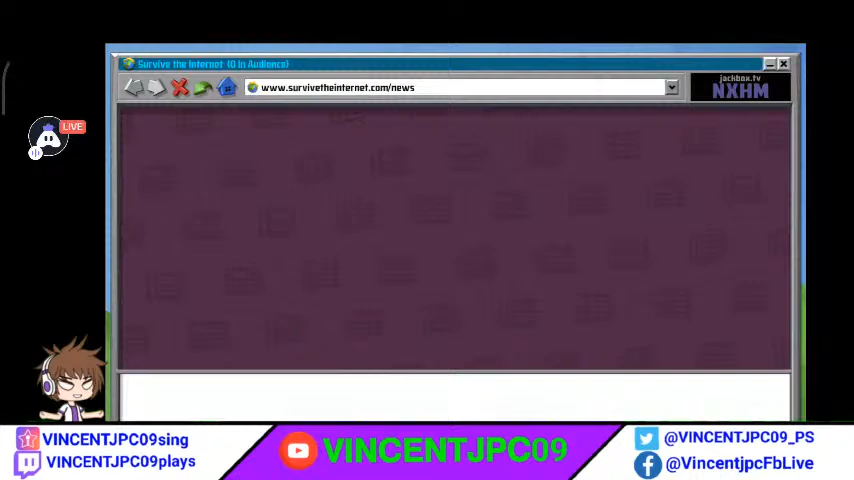 Survive the Internet (0 in Audience)
www.survivetheinternet.com/news
jackbox.tv
NXHM
LIVE
VINCENTJPC09sing
VINCENTJPC09plays
VINCENTJPC09
@VINCENTJPC09_PS
@VincentjpcFbLive